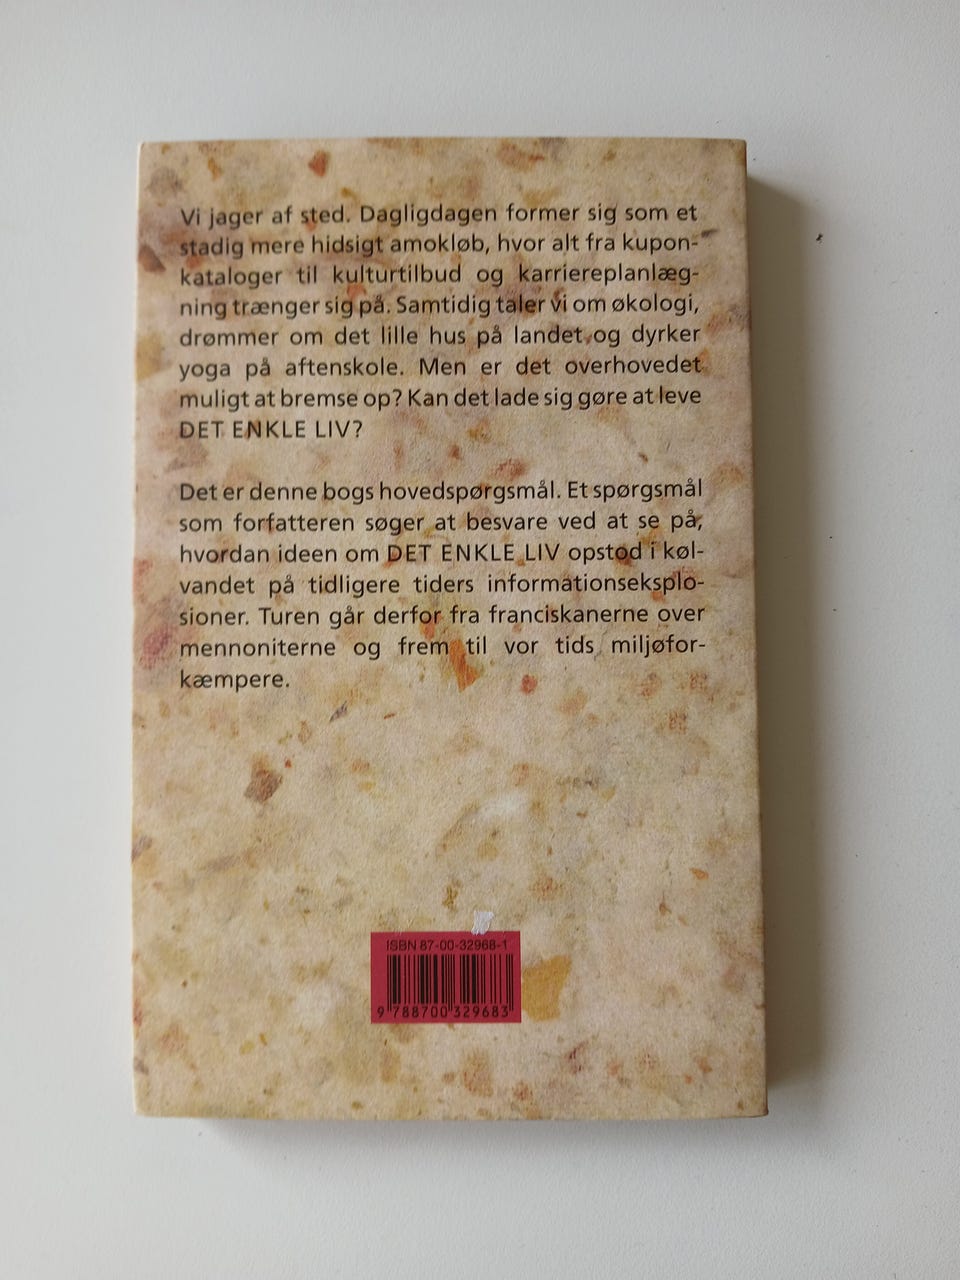 Vi jager af sted. Dagligdagen former sig som et
stadig mere hidsigt amokløb, hvor alt fra kupon-
kataloger til kulturtilbud og karriereplanlæg-
ning trænger sig på. Samtidig taler vi om økologi,
drømmer om det lille hus på landet og dyrker
yoga på aftenskole. Men er det overhovedet
muligt at bremse op? Kan det lade sig gøre at leve
DET ENKLE LIV?
Det er denne bogs hovedspørgsmål. Et spørgsmål
som forfatteren søger at besvare ved at se på,
hvordan ideen om DET ENKLE LIV opstod i køl-
vandet på tidligere tiders informationseksplo-
sioner. Turen går derfor fra franciskanerne over
mennoniterne og frem til vor tids miljøfor-
kæmpere.
ISBN 87-00-32968-1
9 788700 329683